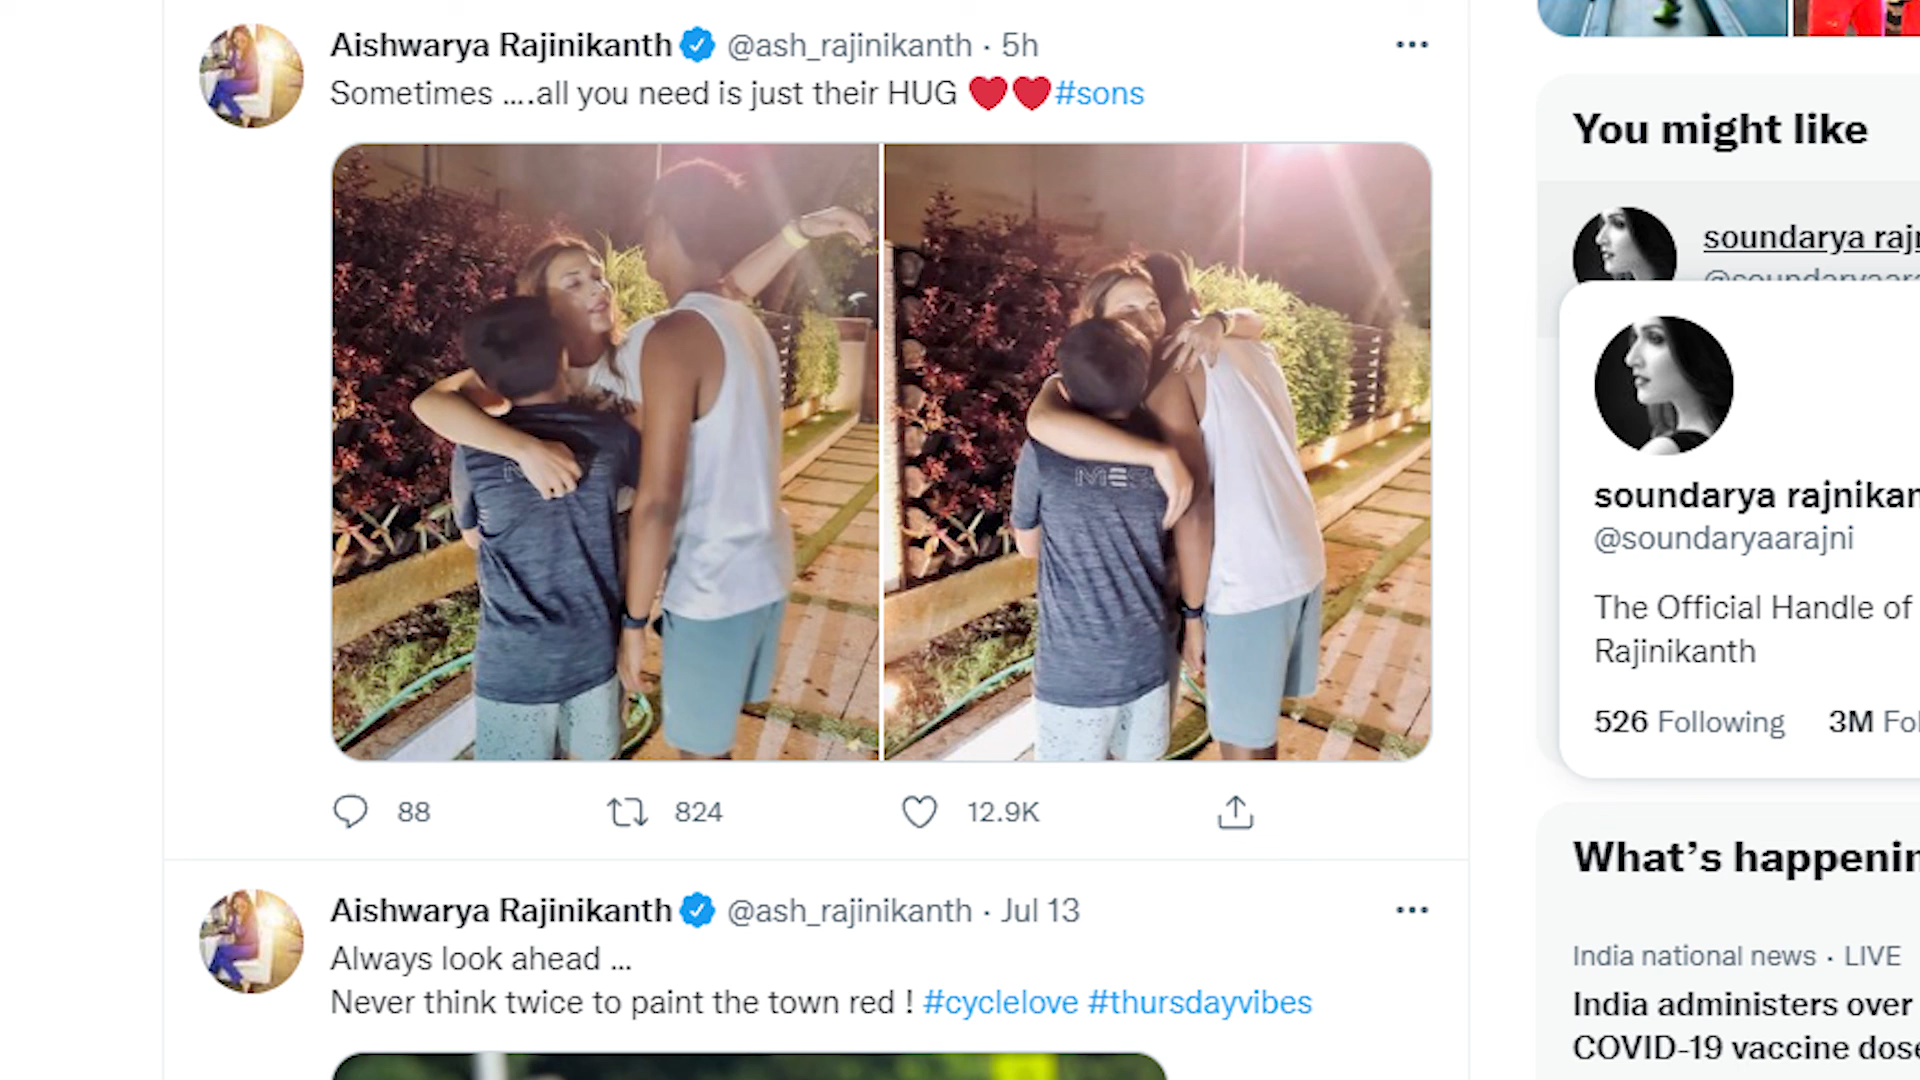 Aishwarya Rajinikanth @ash_rajinikanth · 5h
Sometimes ....all you need is just their HUG ❤️❤️#sons
88 824 12.9K
Aishwarya Rajinikanth @ash_rajinikanth · Jul 13
Always look ahead ...
Never think twice to paint the town red ! #cyclelove #thursdayvibes
You might like
soundarya
soundarya
@soundaryaarajni
The Official Handle of
Rajinikanth
526 Following 3M
What's
India national news · LIVE
India administers over
COVID-19 vaccine